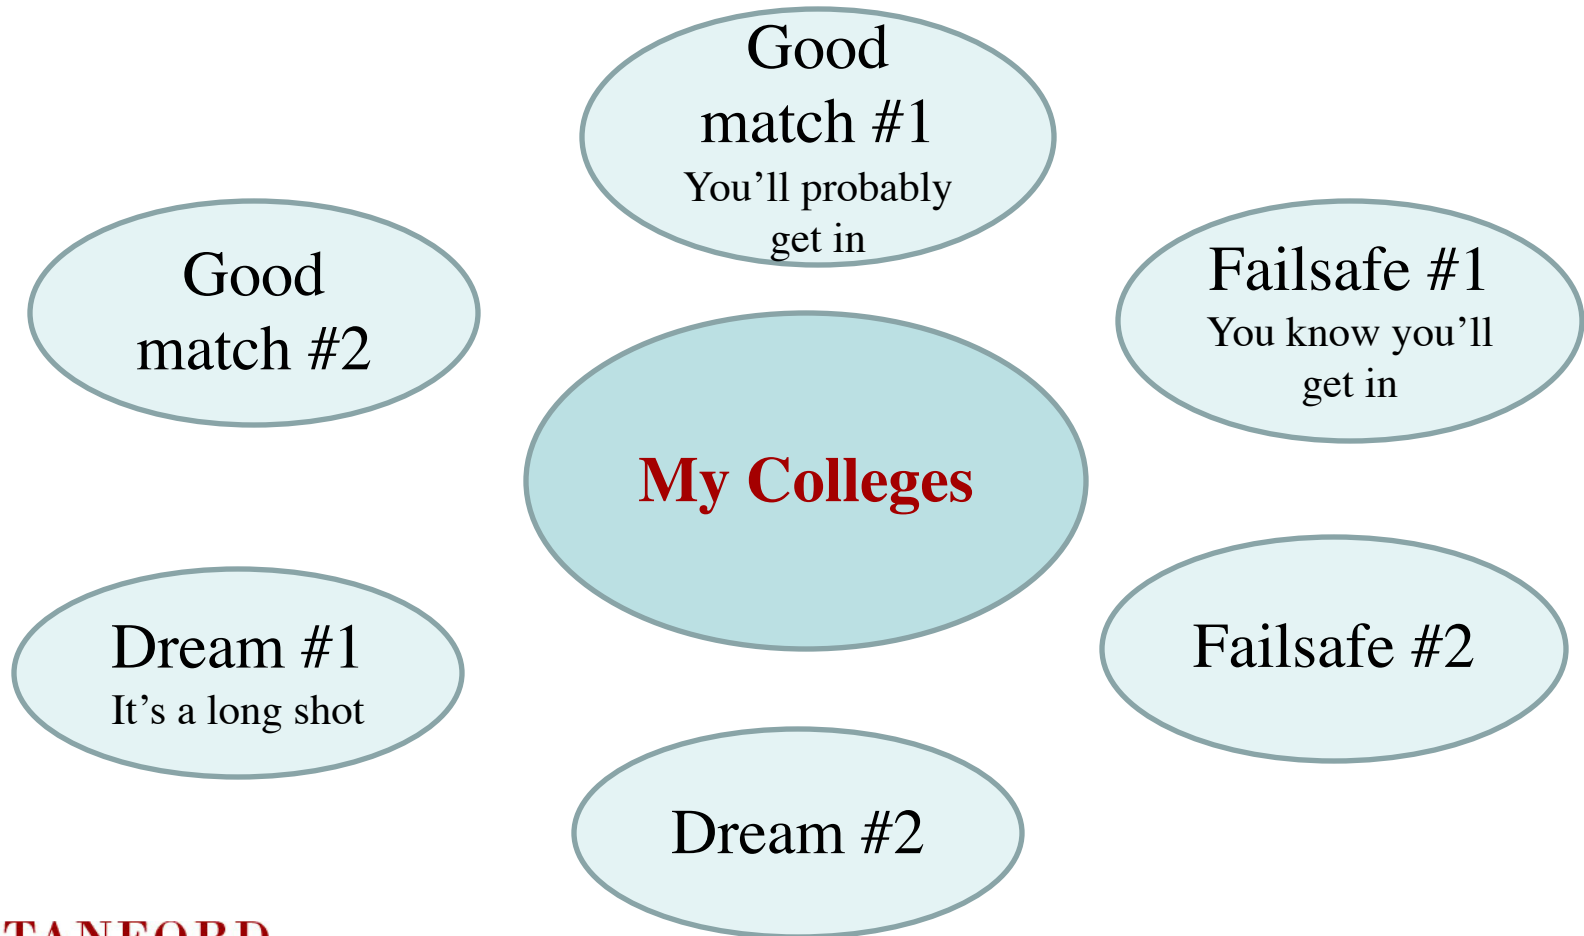 Good
match #1
You’ll probably
get in
Good
match #2
Failsafe #1
You know you’ll
get in
My Colleges
Dream #1
It’s a long shot
Failsafe #2
Dream #2
TANFORD